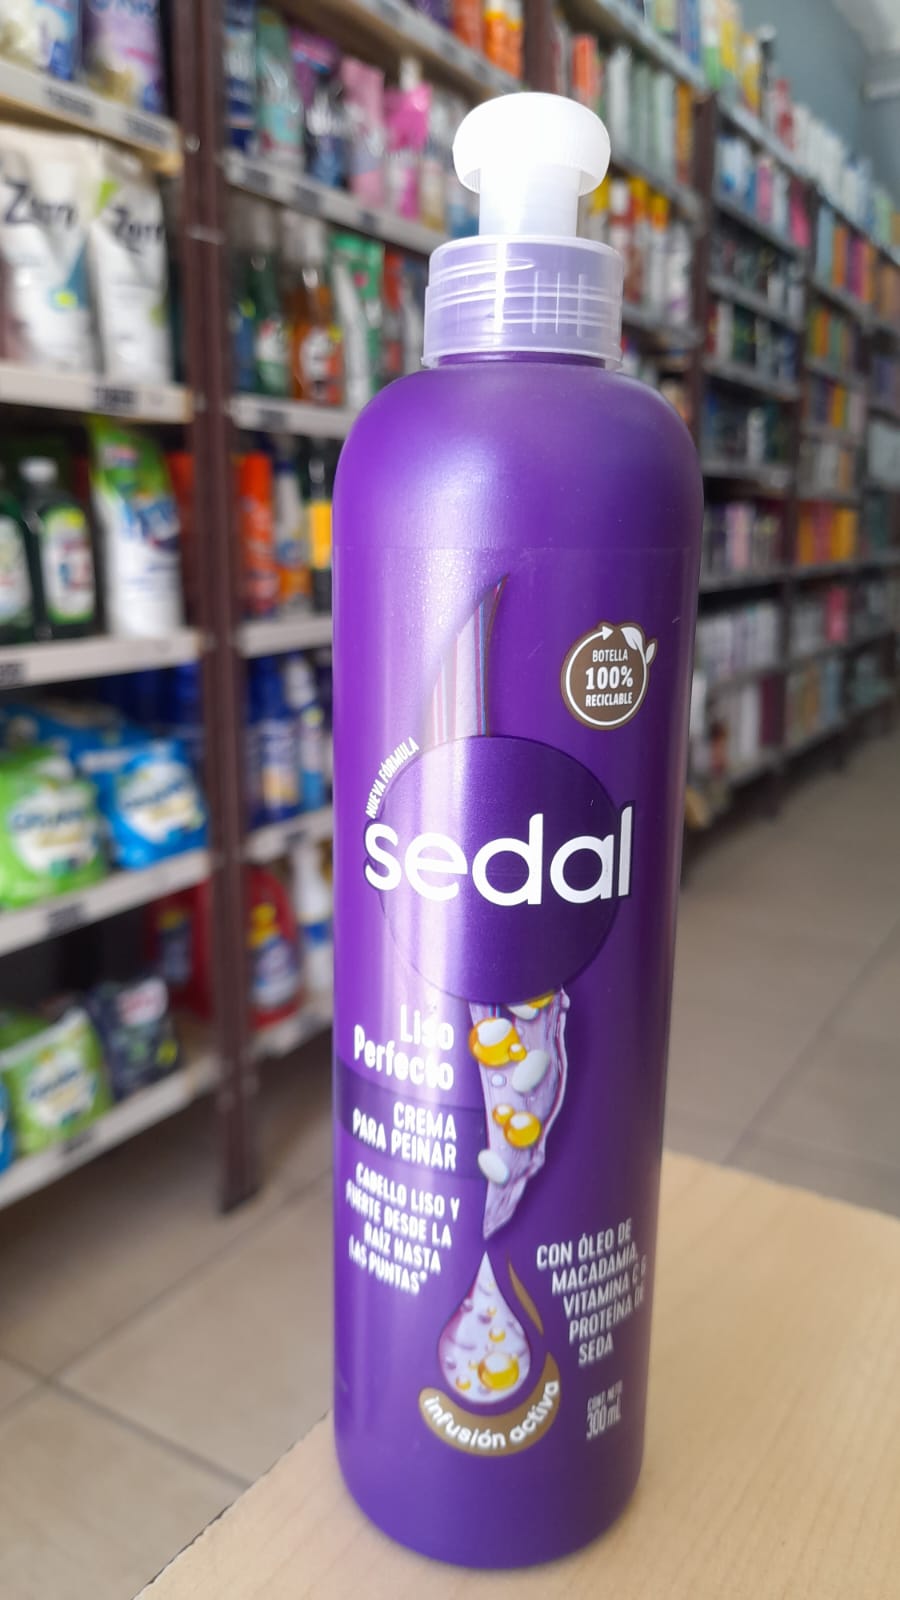 BOTELLA
100%
RECICLABLE
NUEVA FÓRMULA
sedal
Liso
Perfecto
CREMA
PARA PEINAR
CABELLO LISO Y
FUERTE DESDE LA
RAÍZ HASTA
LAS PUNTAS*
CON ÓLEO DE
MACADAMIA,
VITAMINA C E
PROTEÍNA DE
SEDA
infusión activa
CONT. NETO
300 mL